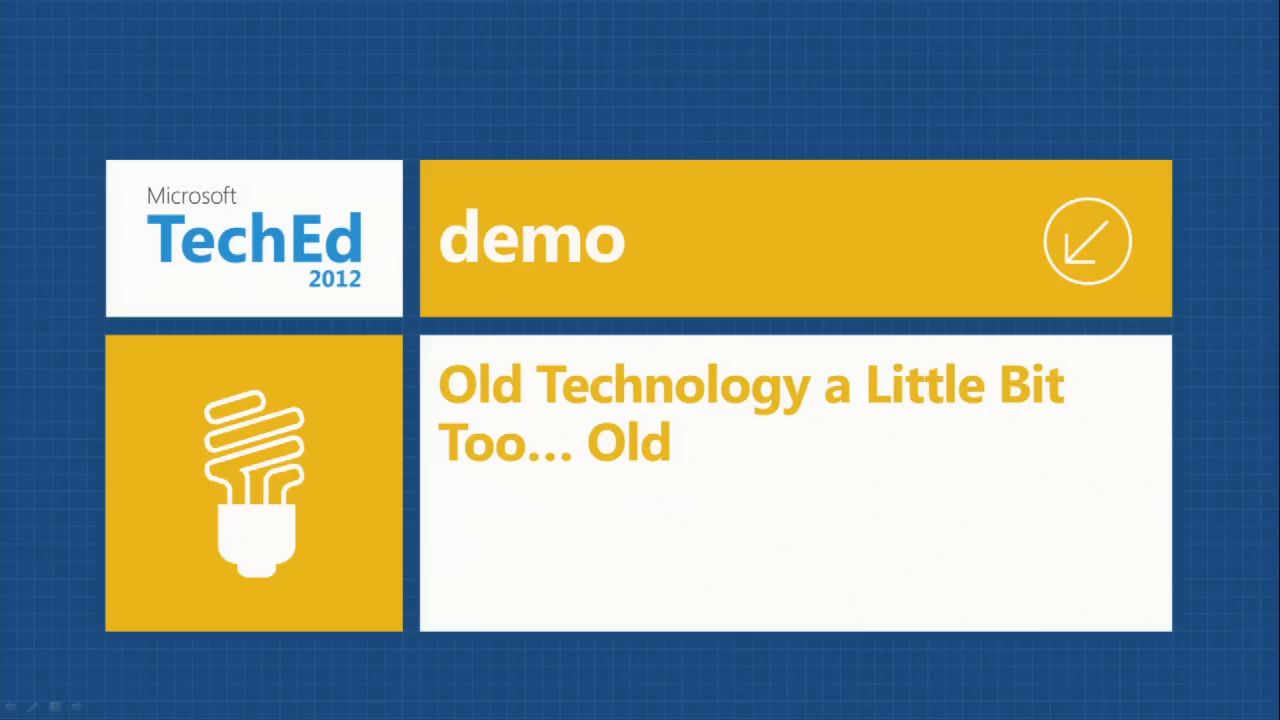 Microsoft
TechEd
2012
demo
Old Technology a Little Bit
Too... Old